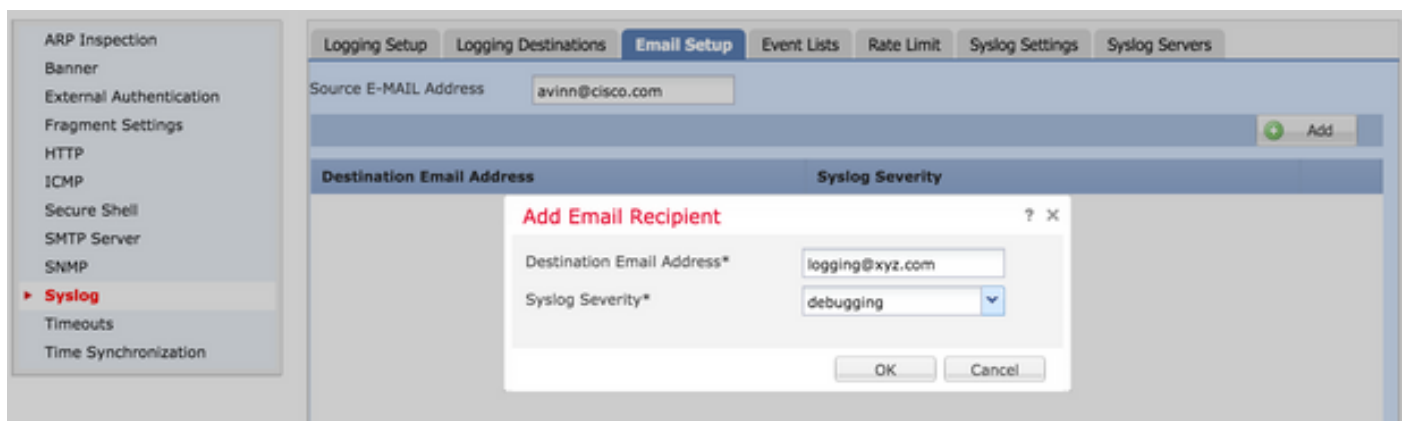 ARP Inspection
Banner
External Authentication
Fragment Settings
HTTP
ICMP
Secure Shell
SMTP Server
SNMP
Syslog
Timeouts
Time Synchronization
Logging Setup Logging Destinations Email Setup Event Lists Rate Limit Syslog Settings Syslog Servers
Source E-MAIL Address avinn@cisco.com
Add
Destination Email Address Syslog Severity
Add Email Recipient ? ×
Destination Email Address* logging@xyz.com
Syslog Severity* debugging
OK Cancel